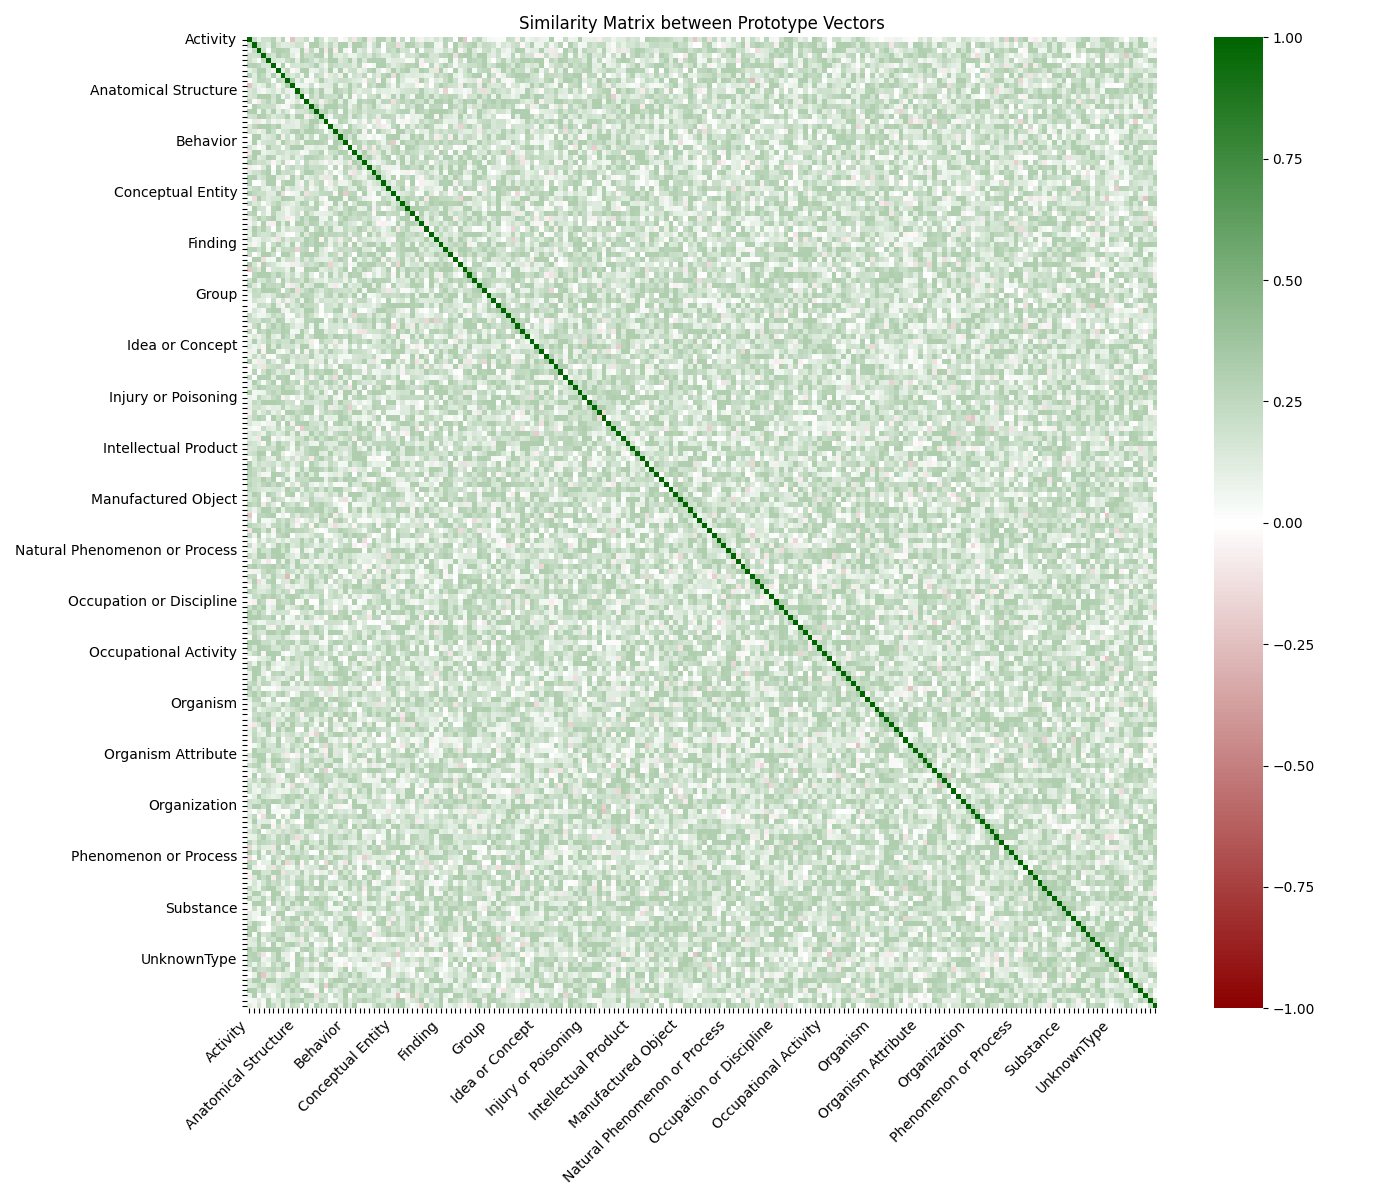 Similarity Matrix between Prototype Vectors
Activity
Anatomical Structure
Behavior
Conceptual Entity
Finding
Group
Idea or Concept
Injury or Poisoning
Intellectual Product
Manufactured Object
Natural Phenomenon or Process
Occupation or Discipline
Occupational Activity
Organism
Organism Attribute
Organization
Phenomenon or Process
Substance
UnknownType
Activity
Anatomical Structure
Behavior
Conceptual Entity
Finding
Group
Idea or Concept
Injury or Poisoning
Intellectual Product
Manufactured Object
Natural Phenomenon or Process
Occupation or Discipline
Occupational Activity
Organism
Organism Attribute
Organization
Phenomenon or Process
Substance
UnknownType
1.00
0.75
0.50
0.25
0.00
−0.25
−0.50
−0.75
−1.00